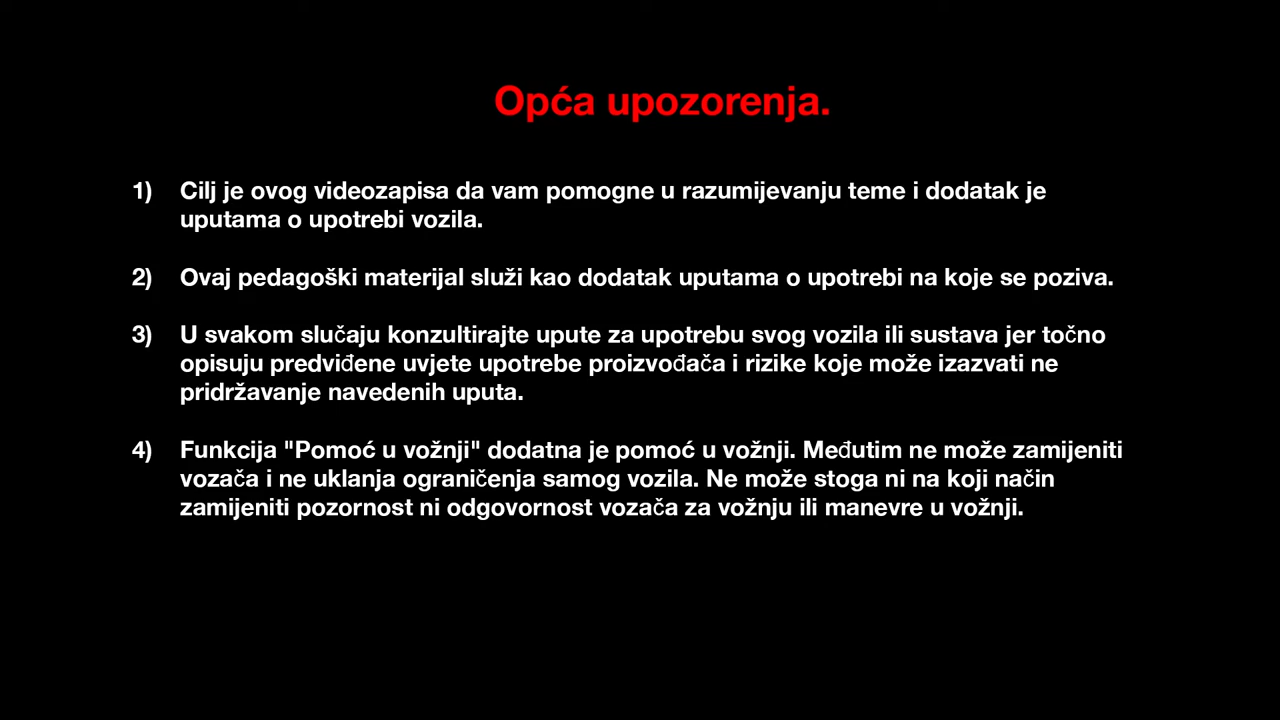 Opća upozorenja.
1) Cilj je ovog videozapisa da vam pomogne u razumijevanju teme i dodatak je
uputama o upotrebi vozila.
2) Ovaj pedagoški materijal služi kao dodatak uputama o upotrebi na koje se poziva.
3) U svakom slučaju konzultirajte upute za upotrebu svog vozila ili sustava jer točno
opisuju predviđene uvjete upotrebe proizvođača i rizike koje može izazvati ne
pridržavanje navedenih uputa.
4) Funkcija "Pomoć u vožnji" dodatna je pomoć u vožnji. Međutim ne može zamijeniti
vozača i ne uklanja ograničenja samog vozila. Ne može stoga ni na koji način
zamijeniti pozornost ni odgovornost vozača za vožnju ili manevre u vožnji.